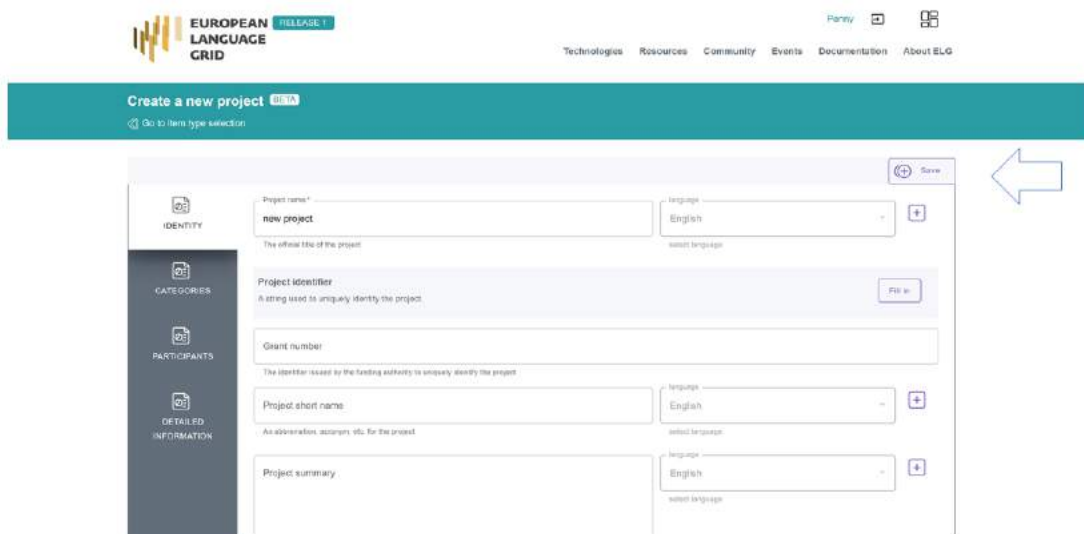 EUROPEAN RELEASE 1
LANGUAGE
GRID
Penny
Technologies Resources Community Events Documentation About ELG
Create a new project BETA
Go to item type selection
Save
IDENTITY
CATEGORIES
PARTICIPANTS
DETAILED
INFORMATION
Project name *
new project
The official title of the project
language
English
select language
Project identifier
A string used to uniquely identify the project
Fill in
Grant number
The identifier issued by the funding authority to uniquely identify the project
Project short name
An abbreviation, acronym, etc. for the project
language
English
select language
Project summary
language
English
select language